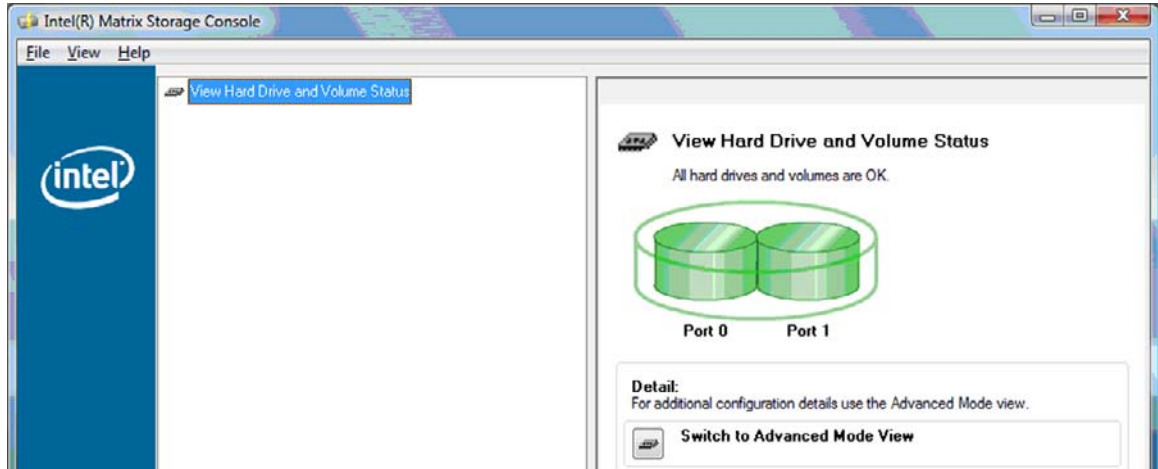 Intel(R) Matrix Storage Console
File View Help
View Hard Drive and Volume Status
intel
View Hard Drive and Volume Status
All hard drives and volumes are OK.
Port 0 Port 1
Detail:
For additional configuration details use the Advanced Mode view.
Switch to Advanced Mode View